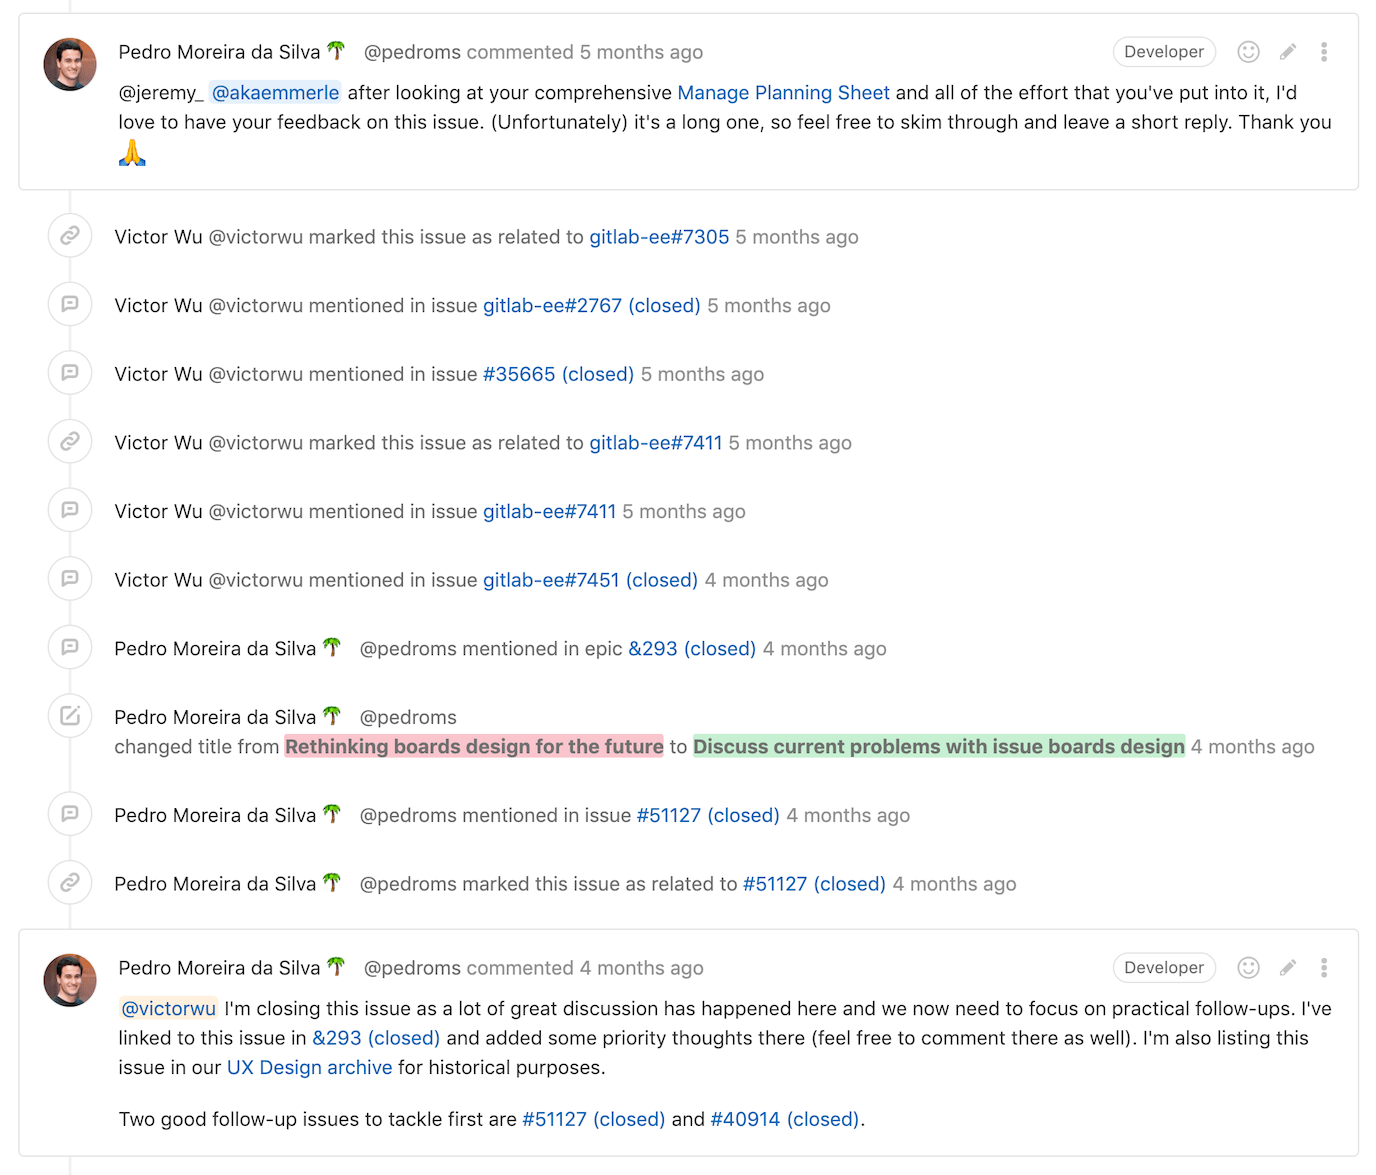 Pedro Moreira da Silva 🌴 @pedroms commented 5 months ago Developer
@jeremy_ @akaemmerle after looking at your comprehensive Manage Planning Sheet and all of the effort that you've put into it, I'd
love to have your feedback on this issue. (Unfortunately) it's a long one, so feel free to skim through and leave a short reply. Thank you
🙏
Victor Wu @victorwu marked this issue as related to gitlab-ee#7305 5 months ago
Victor Wu @victorwu mentioned in issue gitlab-ee#2767 (closed) 5 months ago
Victor Wu @victorwu mentioned in issue #35665 (closed) 5 months ago
Victor Wu @victorwu marked this issue as related to gitlab-ee#7411 5 months ago
Victor Wu @victorwu mentioned in issue gitlab-ee#7411 5 months ago
Victor Wu @victorwu mentioned in issue gitlab-ee#7451 (closed) 4 months ago
Pedro Moreira da Silva 🌴 @pedroms mentioned in epic &293 (closed) 4 months ago
Pedro Moreira da Silva 🌴 @pedroms
changed title from Rethinking boards design for the future to Discuss current problems with issue boards design 4 months ago
Pedro Moreira da Silva 🌴 @pedroms mentioned in issue #51127 (closed) 4 months ago
Pedro Moreira da Silva 🌴 @pedroms marked this issue as related to #51127 (closed) 4 months ago
Pedro Moreira da Silva 🌴 @pedroms commented 4 months ago Developer
@victorwu I'm closing this issue as a lot of great discussion has happened here and we now need to focus on practical follow-ups. I've
linked to this issue in &293 (closed) and added some priority thoughts there (feel free to comment there as well). I'm also listing this
issue in our UX Design archive for historical purposes.
Two good follow-up issues to tackle first are #51127 (closed) and #40914 (closed).